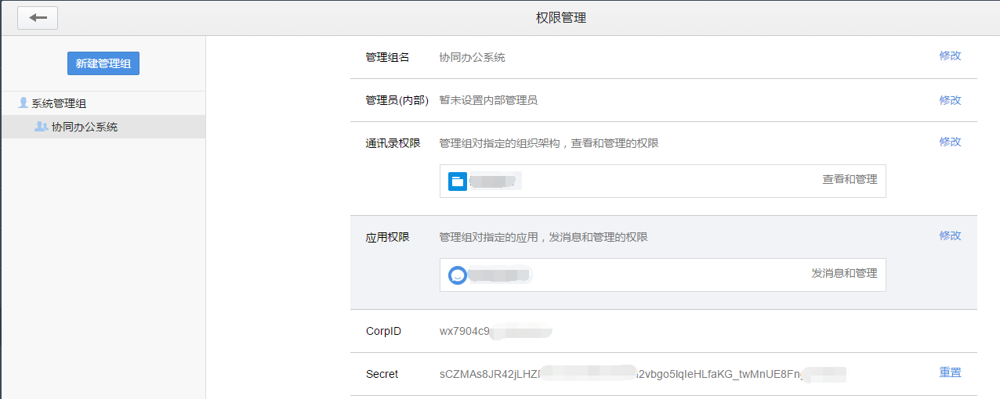 权限管理
新建管理组
系统管理组
协同办公系统
管理组名 协同办公系统 修改
管理员(内部) 暂未设置内部管理员 修改
通讯录权限 管理组对指定的组织架构，查看和管理的权限 修改
查看和管理
应用权限 管理组对指定的应用，发消息和管理的权限 修改
发消息和管理
CorpID wx7904c9
Secret sCZMAs8JR42jLHZ 2vbgo5IqIeHLfaKG_twMnUE8Fn 重置